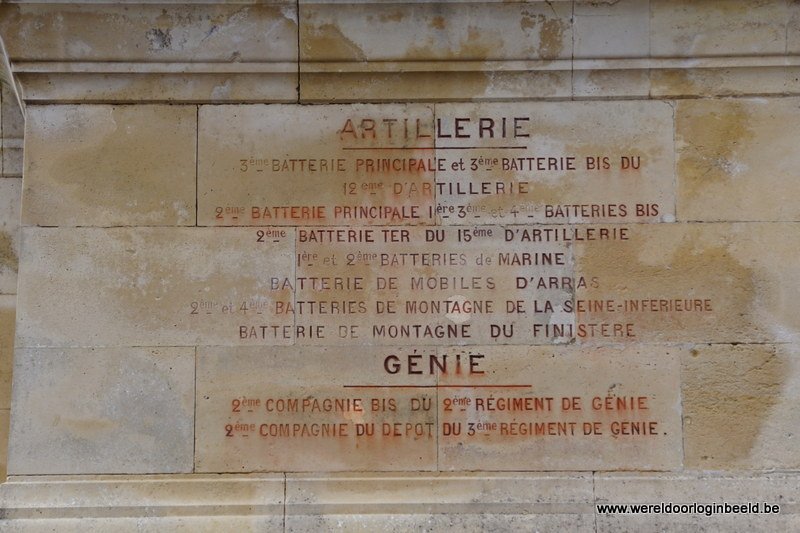 ARTILLERIE
3ème BATTERIE PRINCIPALE et 3ème BATTERIE BIS DU
12ème D'ARTILLERIE
2ème BATTERIE PRINCIPALE 1ère 3ème et 4ème BATTERIES BIS
2ème BATTERIE TER DU 15éme D'ARTILLERIE
1ère et 2ème BATTERIES de MARINE
BATTERIE DE MOBILES D'ARRAS
2ème et 4ème BATTERIES DE MONTAGNE DE LA SEINE-INFERIEURE
BATTERIE DE MONTAGNE DU FINISTERE
GÉNIE
2ème COMPAGNIE BIS DU 2ème RÉGIMENT DE GÉNIE
2éme COMPAGNIE DU DEPOT DU 3ème RÉGIMENT DE GENIE.
www.wereldoorloginbeeld.be